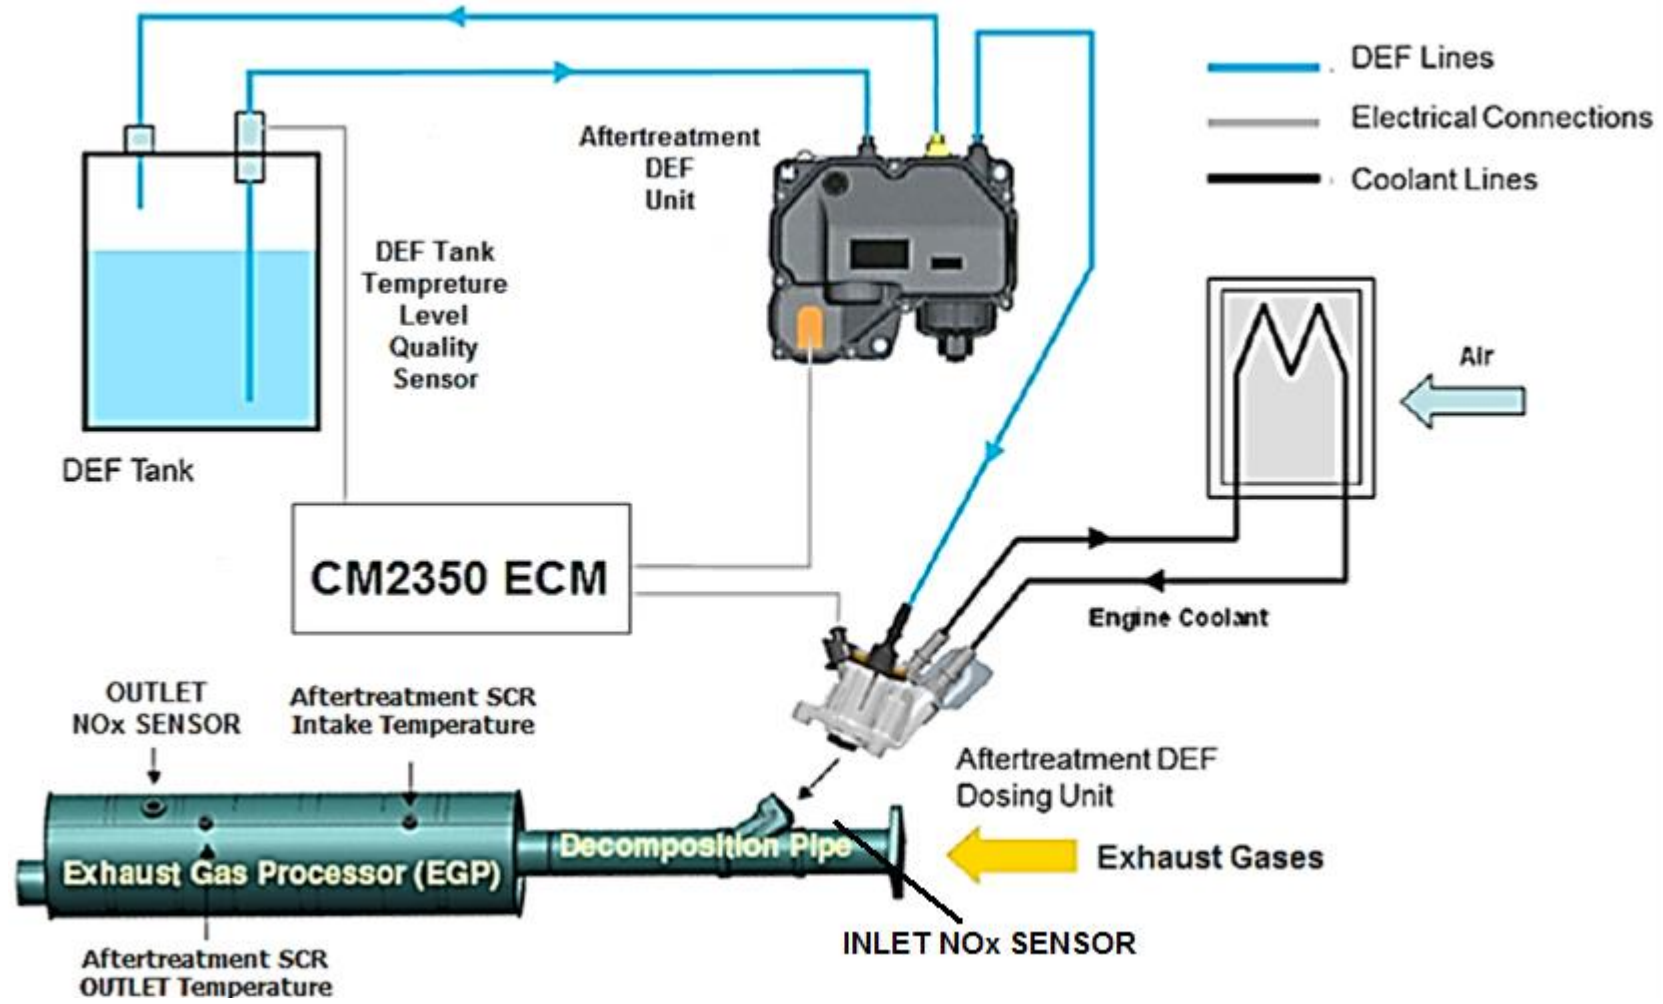 DEF Lines
Electrical Connections
Coolant Lines
Aftertreatment
DEF
Unit
DEF Tank
Tempreture
Level
Quality
Sensor
Air
DEF Tank
CM2350 ECM
Engine Coolant
OUTLET
NOx SENSOR
Aftertreatment SCR
Intake Temperature
Aftertreatment DEF
Dosing Unit
Decomposition Pipe
Exhaust Gases
Exhaust Gas Processor (EGP)
INLET NOx SENSOR
Aftertreatment SCR
OUTLET Temperature